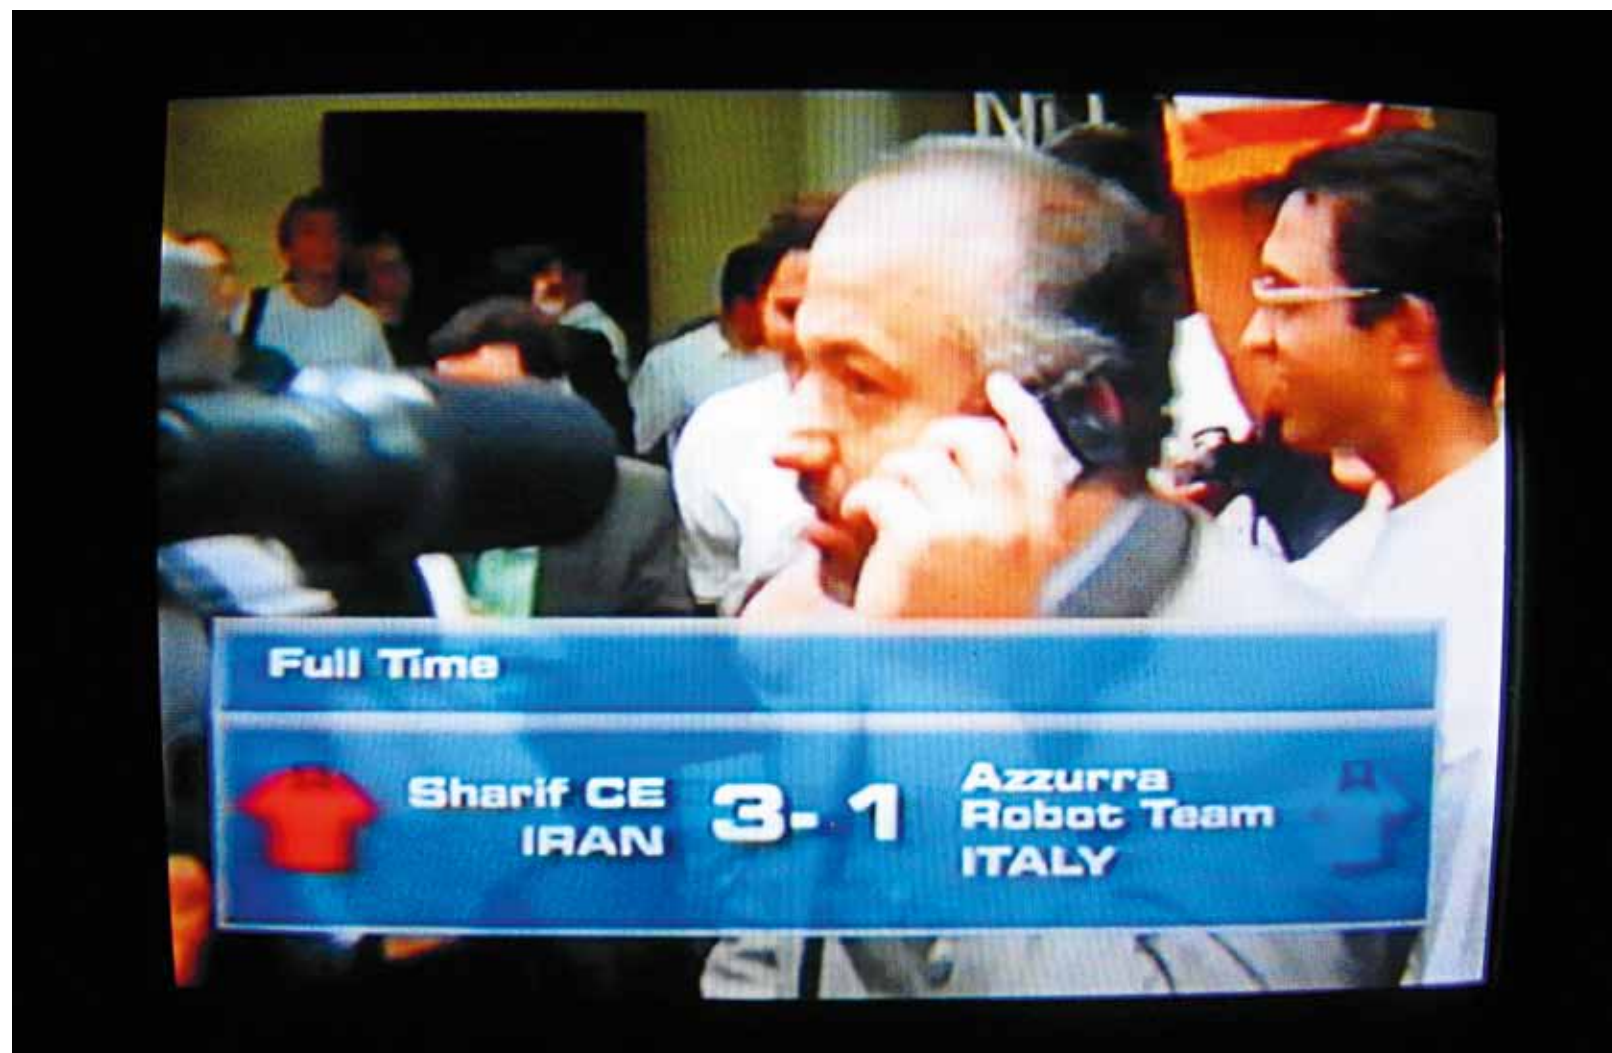 Full Time
Sharif CE
IRAN
3-1
Azzurra
Robot Team
ITALY